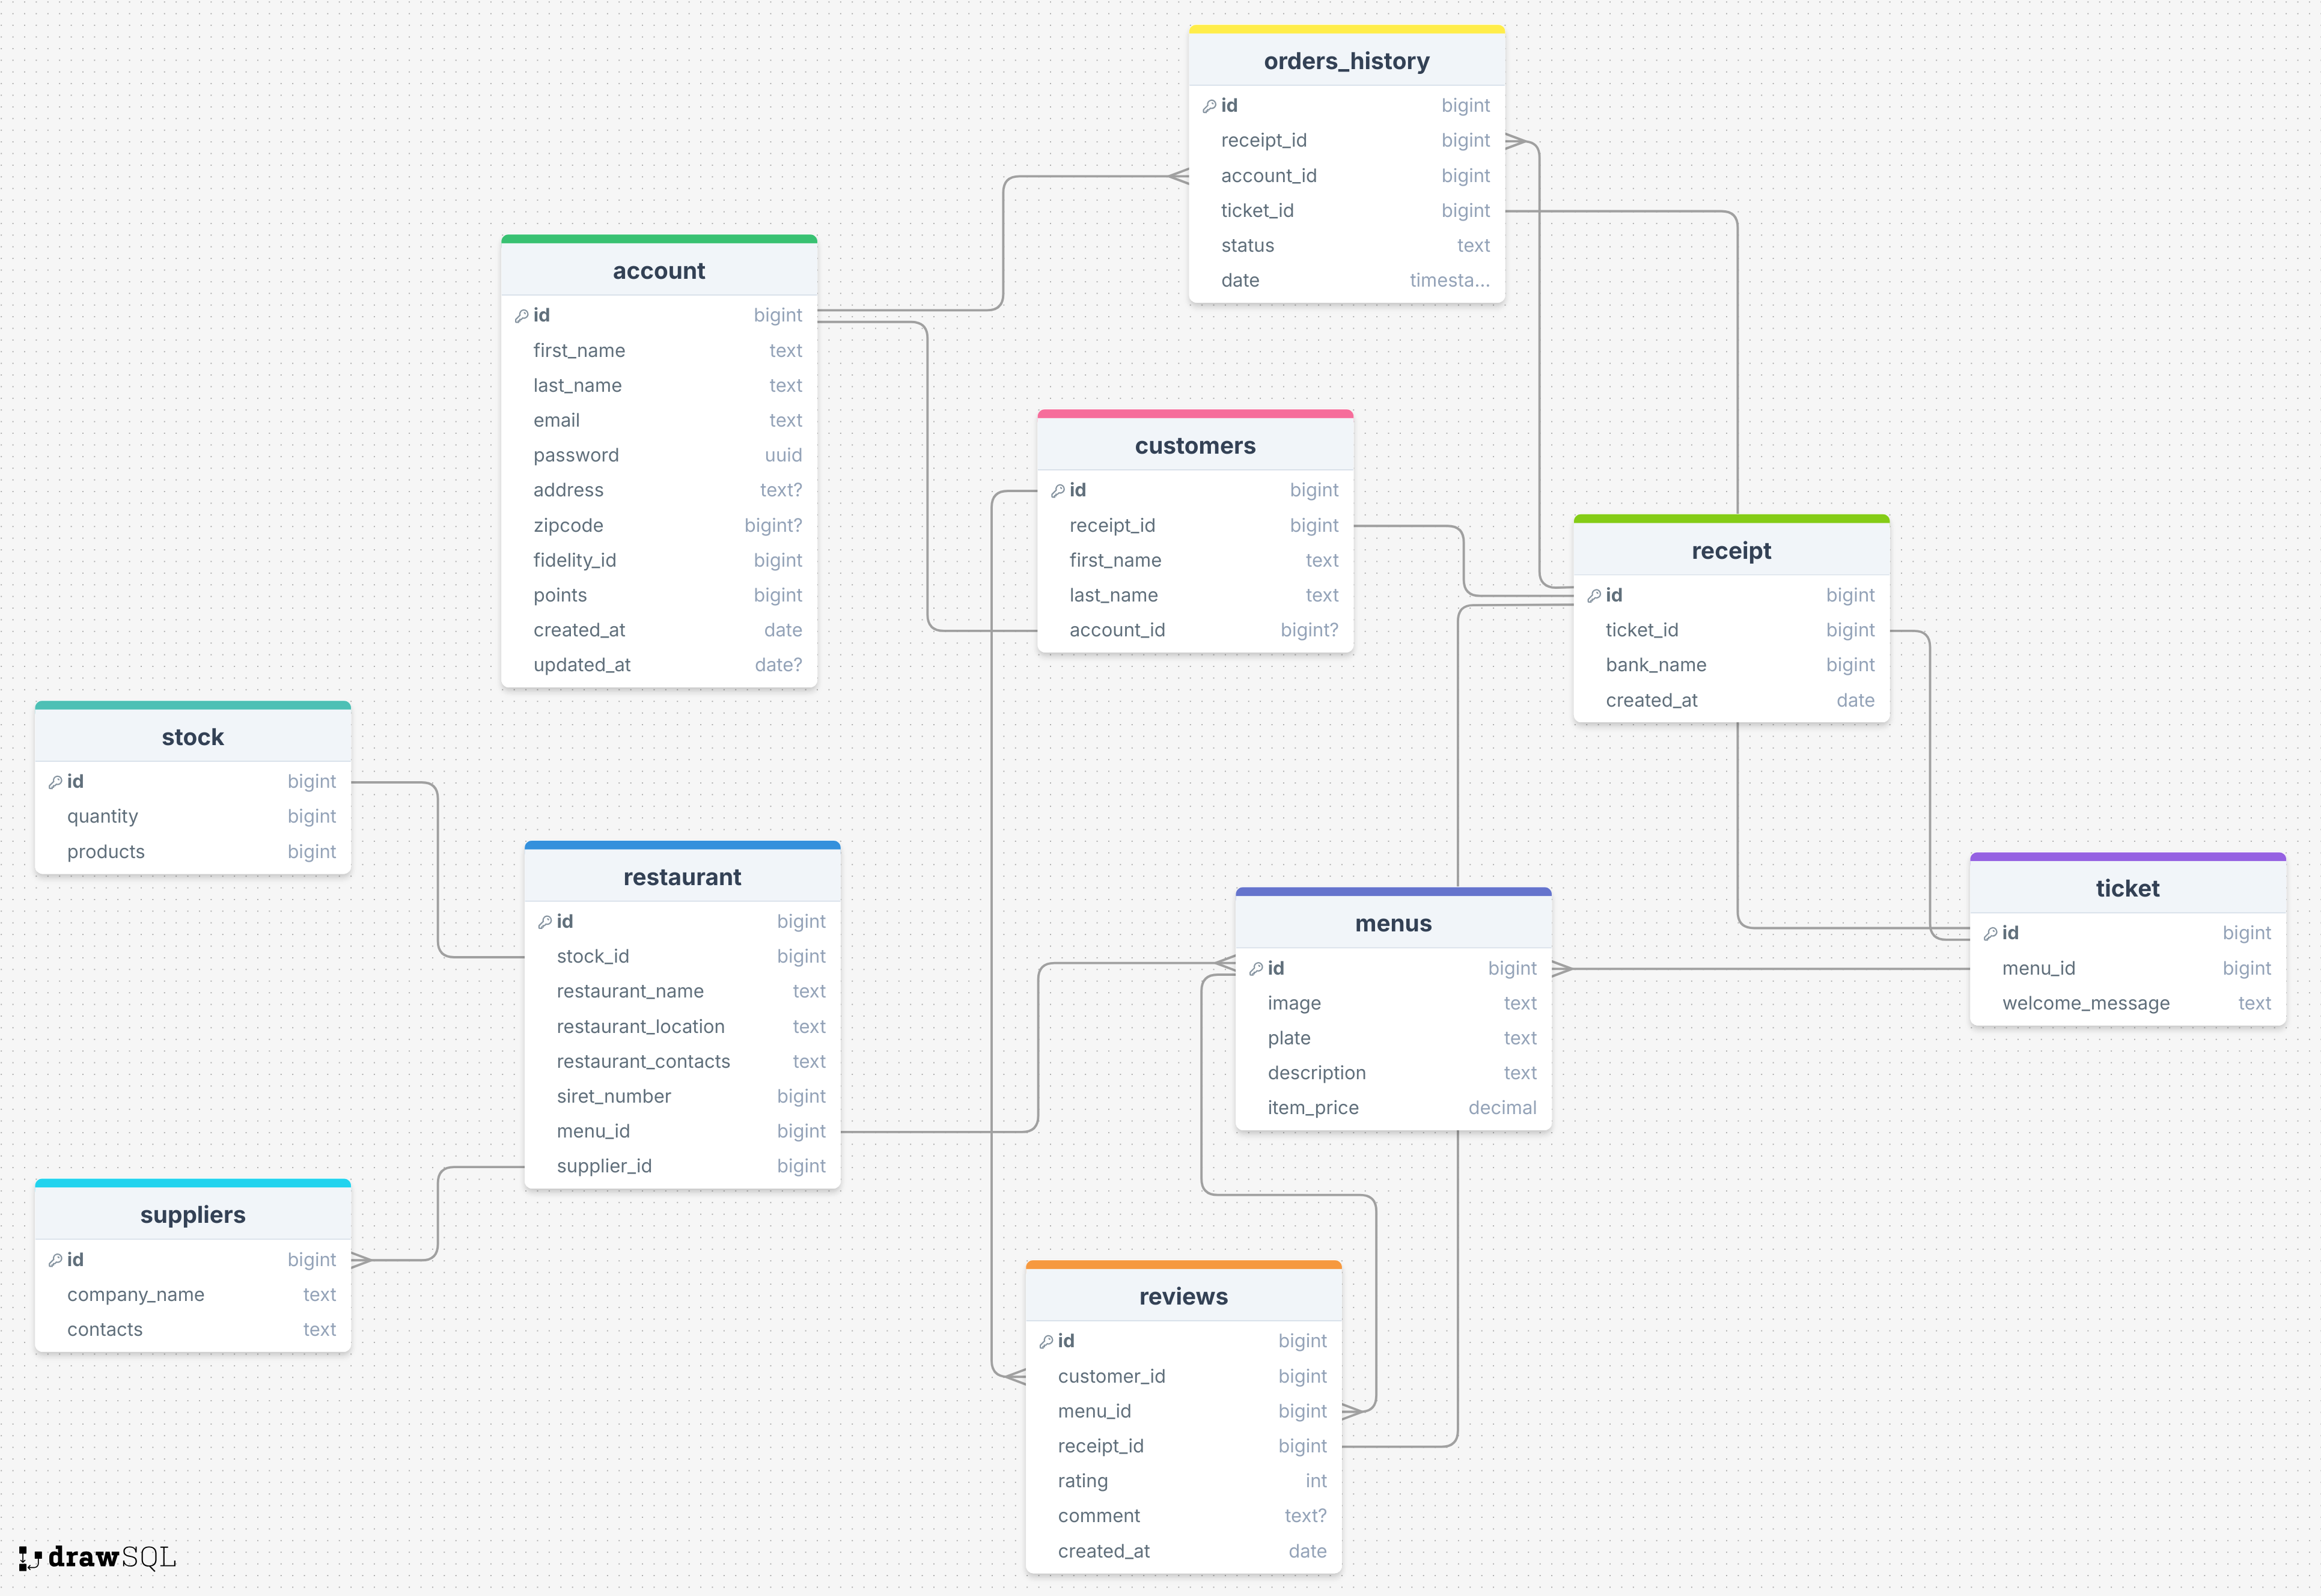 orders_history
id bigint
receipt_id bigint
account_id bigint
ticket_id bigint
status text
date timesta...
account
id bigint
first_name text
last_name text
email text
password uuid
address text?
zipcode bigint?
fidelity_id bigint
points bigint
created_at date
updated_at date?
customers
id bigint
receipt_id bigint
first_name text
last_name text
account_id bigint?
receipt
id bigint
ticket_id bigint
bank_name bigint
created_at date
stock
id bigint
quantity bigint
products bigint
restaurant
id bigint
stock_id bigint
restaurant_name text
restaurant_location text
restaurant_contacts text
siret_number bigint
menu_id bigint
supplier_id bigint
menus
id bigint
image text
plate text
description text
item_price decimal
ticket
id bigint
menu_id bigint
welcome_message text
suppliers
id bigint
company_name text
contacts text
reviews
id bigint
customer_id bigint
menu_id bigint
receipt_id bigint
rating int
comment text?
created_at date
drawSQL